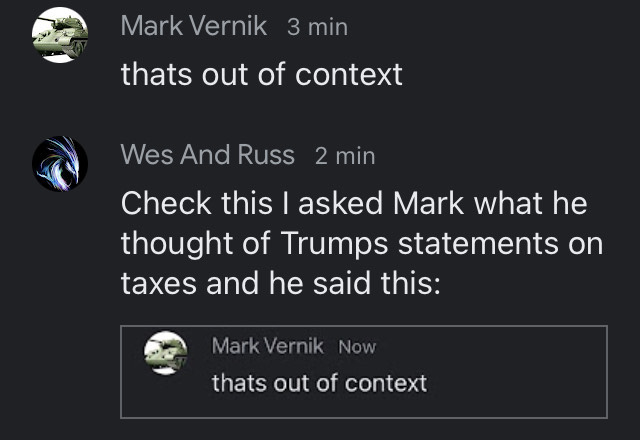 Mark Vernik 3 min
thats out of context
Wes And Russ 2 min
Check this I asked Mark what he
thought of Trumps statements on
taxes and he said this:
Mark Vernik Now
thats out of context